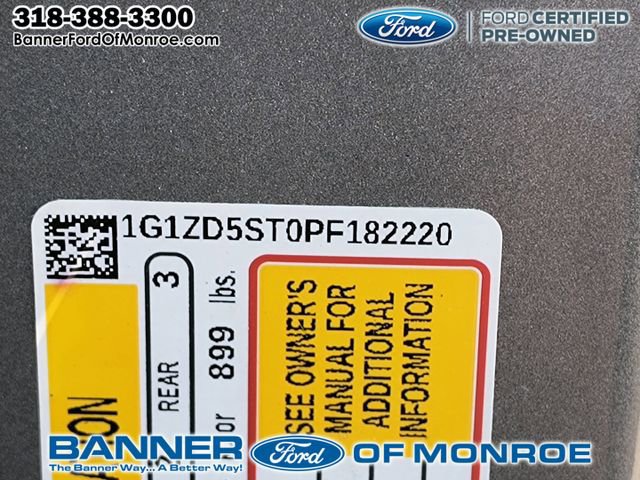 318-388-3300
BannerFordOfMonroe.com
Ford
FORD CERTIFIED
PRE-OWNED
1G1ZD5ST0PF182220
REAR 3
or 899 lbs.
SEE OWNER'S
MANUAL FOR
ADDITIONAL
INFORMATION
BANNER Ford OF MONROE
The Banner Way... A Better Way!